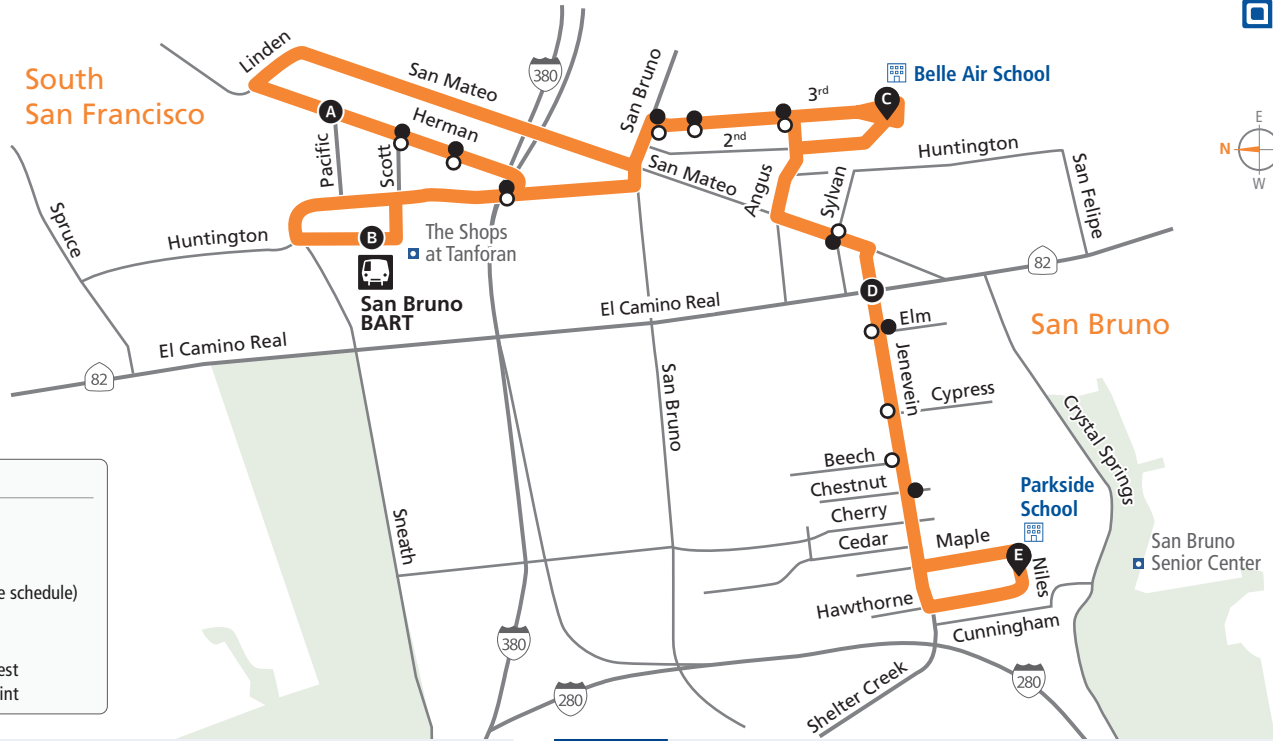 South
San Francisco
Linden
San Mateo
380
San Bruno
3rd
Belle Air School
A
Herman
C
Pacific
Scott
2nd
San Mateo
Angus
Sylvan
Huntington
San Felipe
E
N
W
Spruce
Huntington
B
The Shops
at Tanforan
San Bruno
BART
El Camino Real
El Camino Real
82
82
D
Elm
San Bruno
Jenevein
Cypress
San Bruno
Crystal Springs
Beech
Chestnut
Cherry
Cedar
Maple
Parkside
School
E
Niles
San Bruno
Senior Center
Sneath
Hawthorne
Cunningham
e schedule)
est
int
380
280
280
Shelter Creek